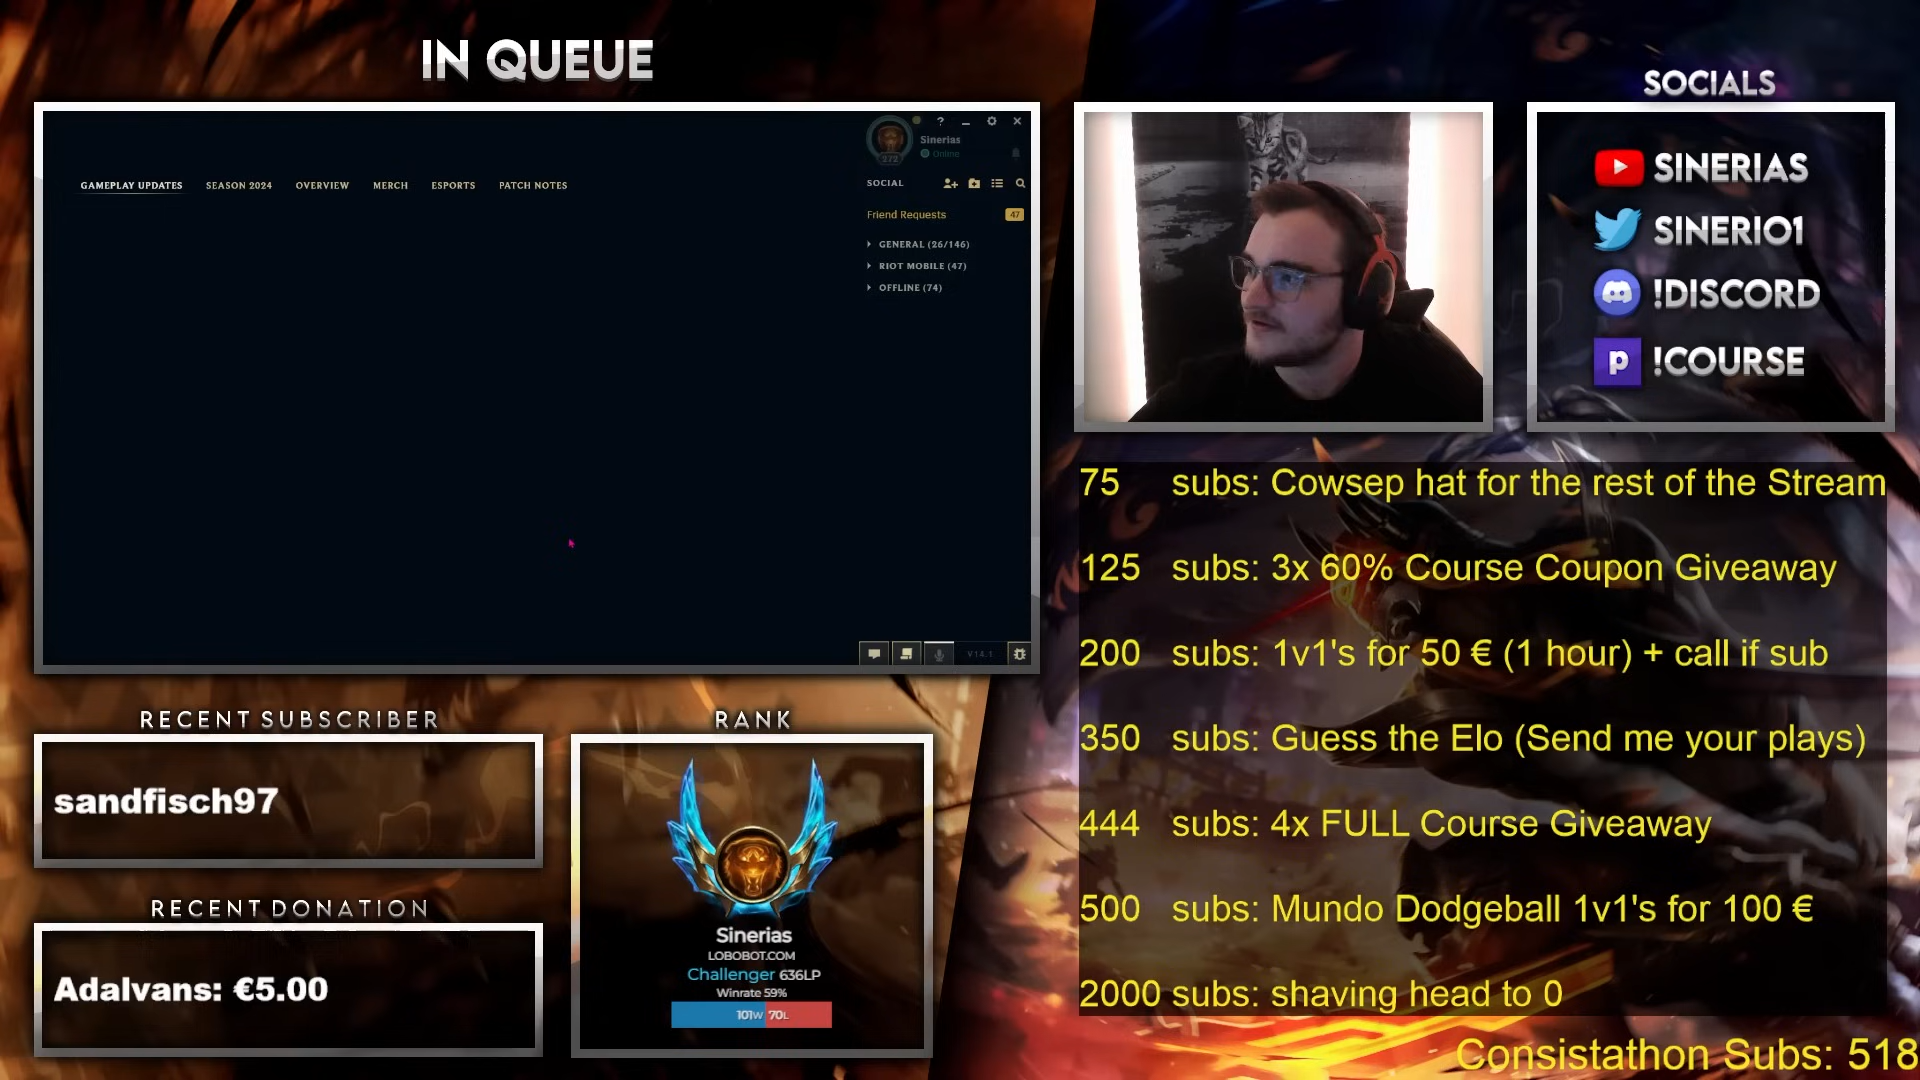 IN QUEUE
?
Sinerias
Online
272
GAMEPLAY UPDATES
SEASON 2024
OVERVIEW
MERCH
ESPORTS
PATCH NOTES
SOCIAL
Friend Requests 47
GENERAL (26/146)
RIOT MOBILE (47)
OFFLINE (74)
V14.1
SOCIALS
SINERIAS
SINERIO1
!DISCORD
p !COURSE
75 subs: Cowsep hat for the rest of the Stream
125 subs: 3x 60% Course Coupon Giveaway
200 subs: 1v1's for 50 € (1 hour) + call if sub
350 subs: Guess the Elo (Send me your plays)
444 subs: 4x FULL Course Giveaway
500 subs: Mundo Dodgeball 1v1's for 100 €
2000 subs: shaving head to 0
Consistathon Subs: 518
RECENT SUBSCRIBER
sandfisch97
RECENT DONATION
Adalvans: €5.00
RANK
Sinerias
LOBOBOT.COM
Challenger 636LP
Winrate 59%
101W 70L